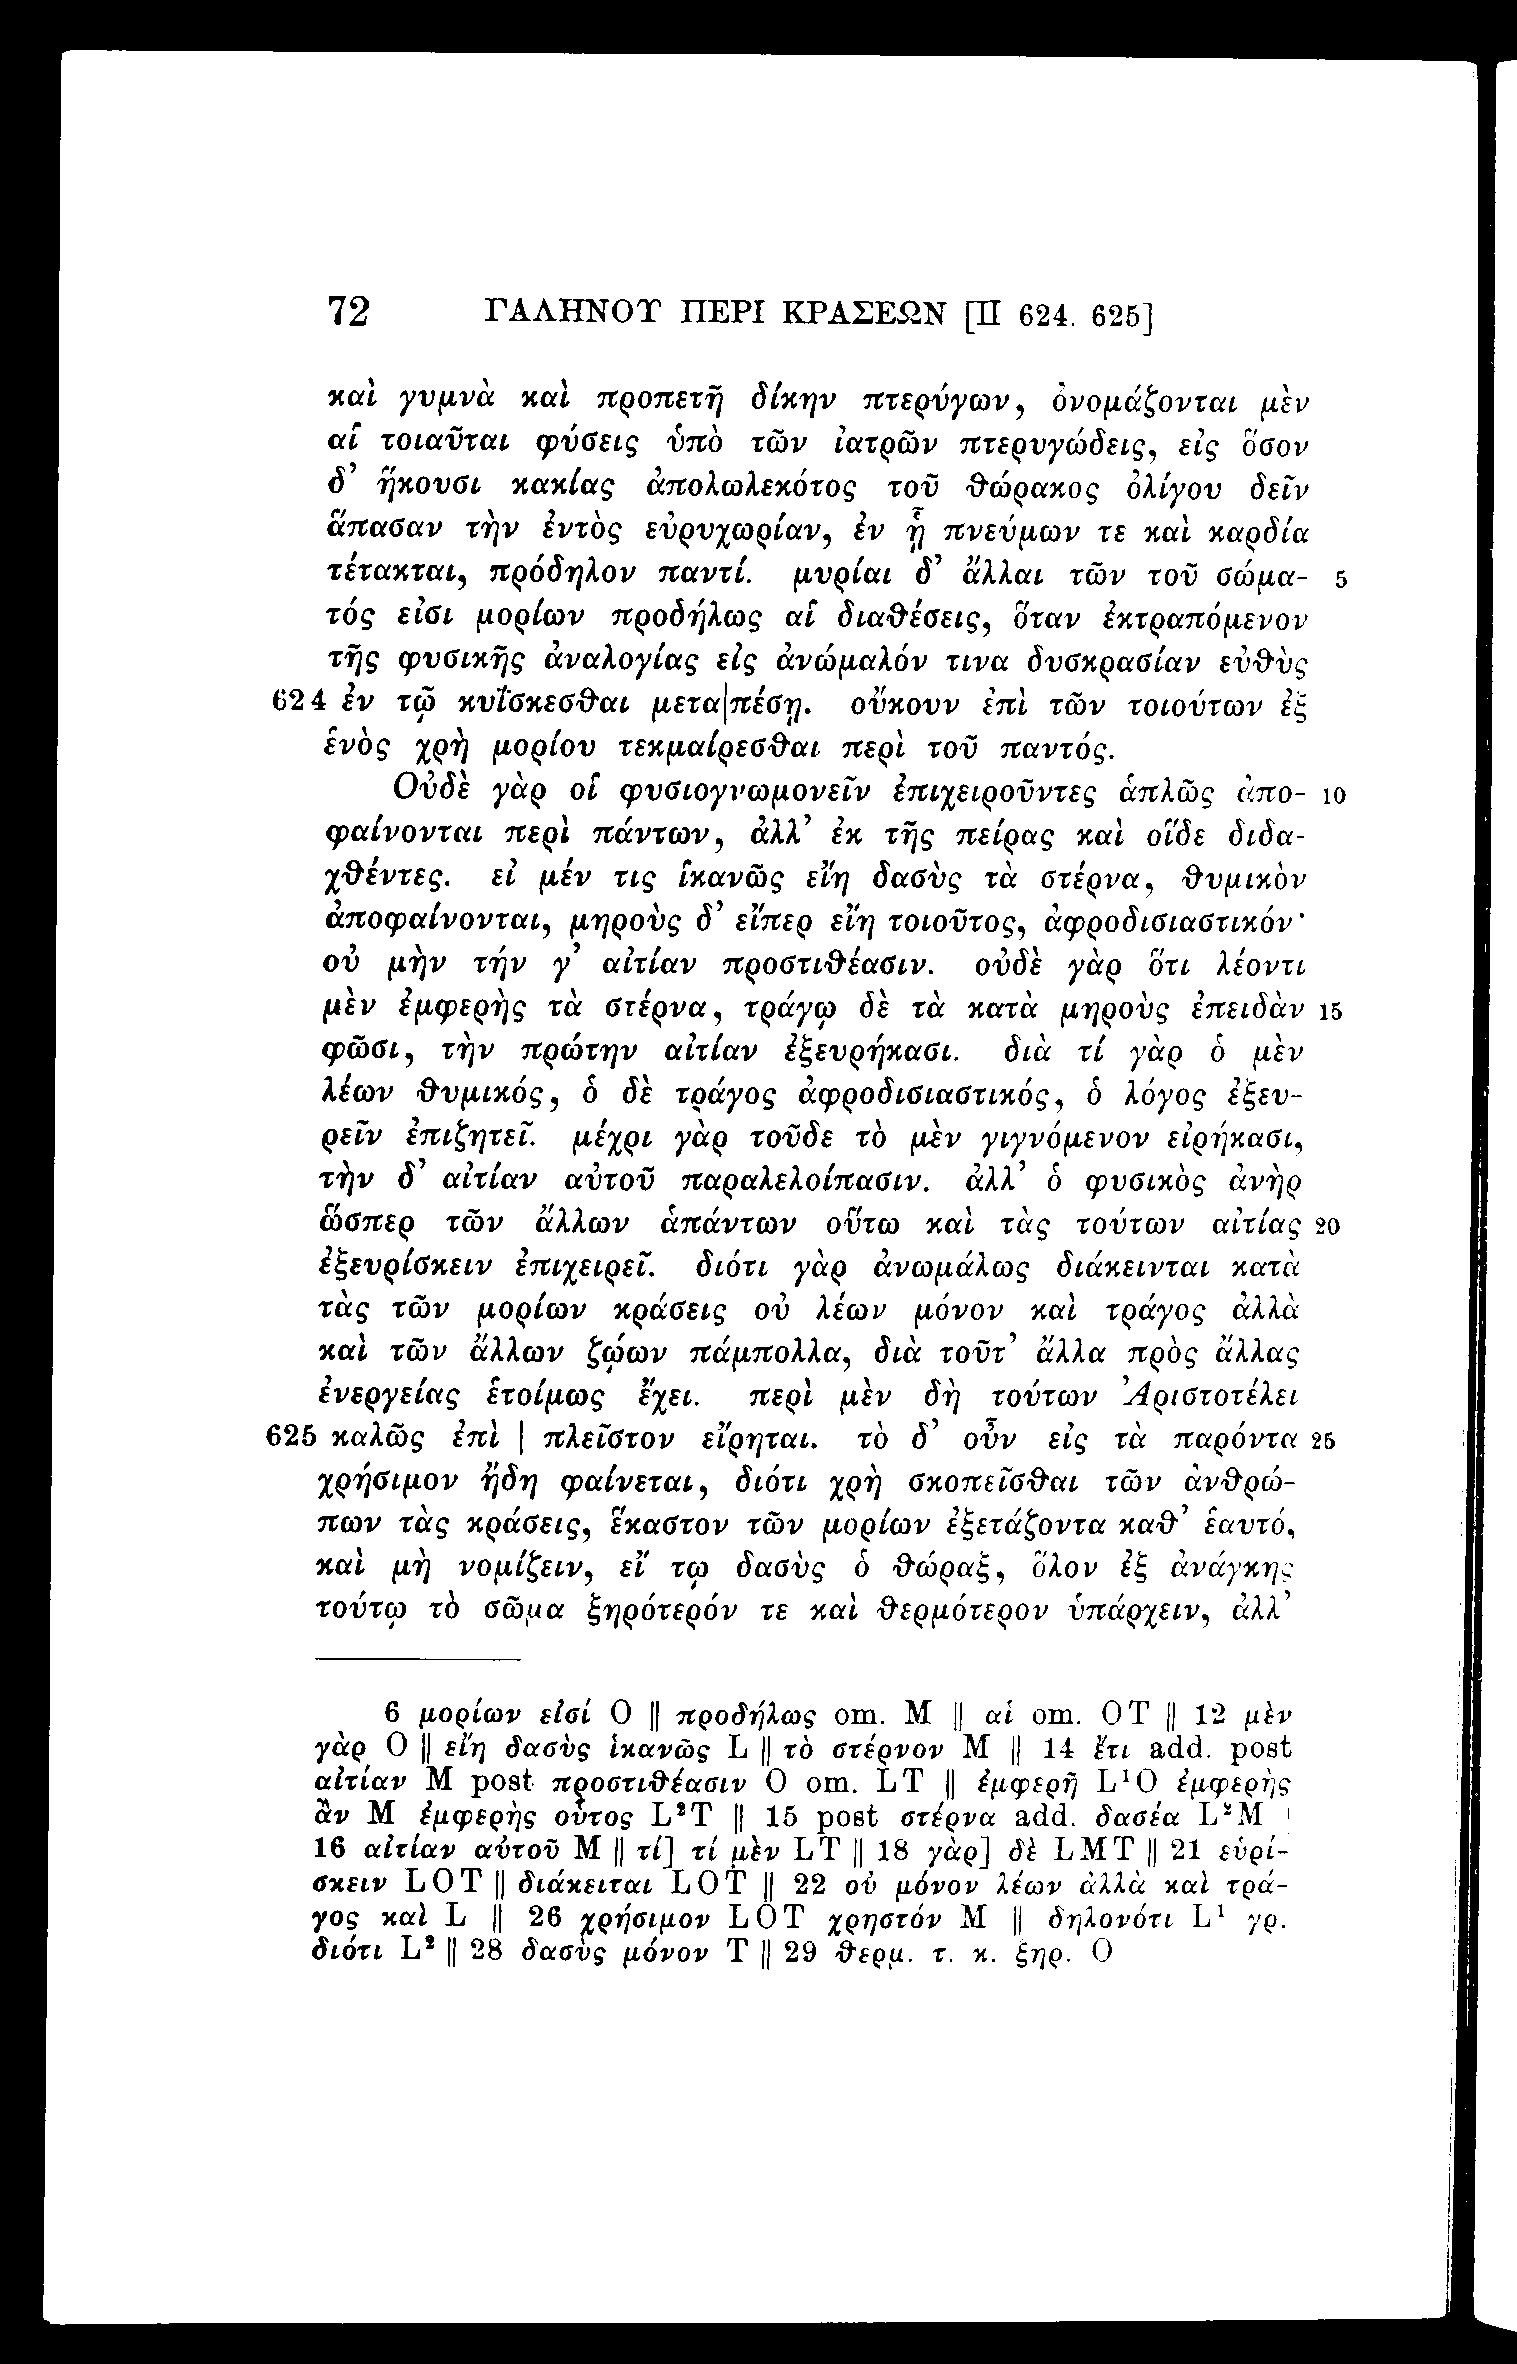 72 ΓΑΛΗΝΟΥ ΠΕΡΙ ΚΡΑΣΕΩΝ [II 624. 625]
καὶ γυμνὰ καὶ προπετῆ δίκην πτερύγων, ὀνομάζονται μὲν
αἱ τοιαῦται φύσεις ὑπὸ τῶν ἰατρῶν πτερυγώδεις, εἰς ὅσον
δ’ ἥκουσι κακίας ἀπολωλεκότος τοῦ θώρακος ὀλίγου δεῖν
ἅπασαν τὴν ἐντὸς εὐρυχωρίαν, ἐν ᾗ πνεύμων τε καὶ καρδία
τέτακται, πρόδηλον παντί. μυρίαι δ’ ἄλλαι τῶν τοῦ σώμα- 5
τός εἰσι μορίων προδήλως αἱ διαθέσεις, ὅταν ἐκτραπόμενον
τῆς φυσικῆς ἀναλογίας εἰς ἀνώμαλόν τινα δυσκρασίαν εὐθὺς
624 ἐν τῷ κυΐσκεσθαι μετα|πέσῃ. οὔκουν ἐπὶ τῶν τοιούτων ἐξ
ἑνὸς χρὴ μορίου τεκμαίρεσθαι περὶ τοῦ παντός.
Οὐδὲ γὰρ οἱ φυσιογνωμονεῖν ἐπιχειροῦντες ἁπλῶς ἀπο- 10
φαίνονται περὶ πάντων, ἀλλ’ ἐκ τῆς πείρας καὶ οἵδε διδα-
χθέντες. εἰ μέν τις ἱκανῶς εἴη δασὺς τὰ στέρνα, θυμικὸν
ἀποφαίνονται, μηροὺς δ’ εἴπερ εἴη τοιοῦτος, ἀφροδισιαστικόν·
οὐ μὴν τήν γ’ αἰτίαν προστιθέασιν. οὐδὲ γὰρ ὅτι λέοντι
μὲν ἐμφερὴς τὰ στέρνα, τράγῳ δὲ τὰ κατὰ μηροὺς ἐπειδὰν 15
φῶσι, τὴν πρώτην αἰτίαν ἐξευρήκασι. διὰ τί γὰρ ὁ μὲν
λέων θυμικός, ὁ δὲ τράγος ἀφροδισιαστικός, ὁ λόγος ἐξευ-
ρεῖν ἐπιζητεῖ. μέχρι γὰρ τοῦδε τὸ μὲν γιγνόμενον εἰρήκασι,
τὴν δ’ αἰτίαν αὐτοῦ παραλελοίπασιν. ἀλλ’ ὁ φυσικὸς ἀνὴρ
ὥσπερ τῶν ἄλλων ἁπάντων οὕτω καὶ τὰς τούτων αἰτίας 20
ἐξευρίσκειν ἐπιχειρεῖ. διότι γὰρ ἀνωμάλως διάκεινται κατὰ
τὰς τῶν μορίων κράσεις οὐ λέων μόνον καὶ τράγος ἀλλὰ
καὶ τῶν ἄλλων ζῴων πάμπολλα, διὰ τοῦτ’ ἄλλα πρὸς ἄλλας
ἐνεργείας ἑτοίμως ἔχει. περὶ μὲν δὴ τούτων Ἀριστοτέλει
625 καλῶς ἐπὶ | πλεῖστον εἴρηται. τὸ δ’ οὖν εἰς τὰ παρόντα 25
χρήσιμον ἤδη φαίνεται, διότι χρὴ σκοπεῖσθαι τῶν ἀνθρώ-
πων τὰς κράσεις, ἕκαστον τῶν μορίων ἐξετάζοντα καθ’ ἑαυτό,
καὶ μὴ νομίζειν, εἴ τῳ δασὺς ὁ θώραξ, ὅλον ἐξ ἀνάγκης
τούτῳ τὸ σῶμα ξηρότερόν τε καὶ θερμότερον ὑπάρχειν, ἀλλ’
6 μορίων εἰσί O || προδήλως om. M || αἱ om. OT || 12 μὲν
γὰρ O || εἴη δασὺς ἱκανῶς L || τὸ στέρνον M || 14 ἔτι add. post
αἰτίαν M post προστιθέασιν O om. LT || ἐμφερῆ L¹O ἐμφερὴς
ἂν M ἐμφερὴς οὗτος L²T || 15 post στέρνα add. δασέα L²M |
16 αἰτίαν αὐτοῦ M || τί] τί μὲν LT || 18 γὰρ] δὲ LMT || 21 εὑρί-
σκειν LOT || διάκειται LOT || 22 οὐ μόνον λέων ἀλλὰ καὶ τρά-
γος καὶ L || 26 χρήσιμον LOT χρηστόν M || δηλονότι L¹ γρ.
διότι L² || 28 δασὺς μόνον T || 29 θερμ. τ. κ. ξηρ. O